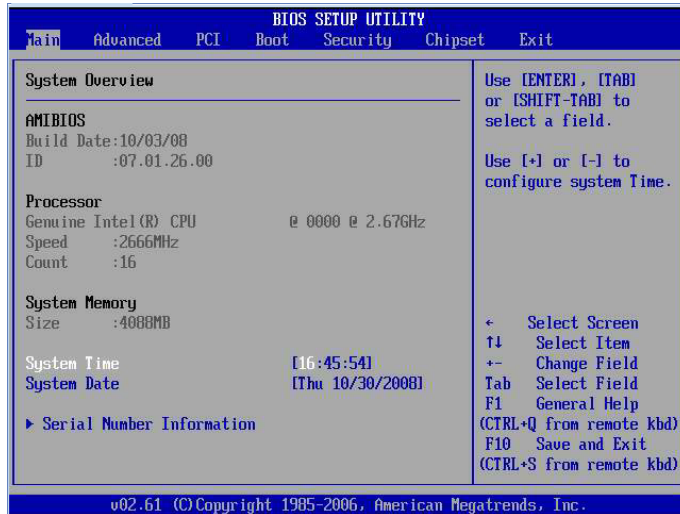 BIOS SETUP UTILITY
Main Advanced PCI Boot Security Chipset Exit
System Overview
AMIBIOS
Build Date:10/03/08
ID :07.01.26.00
Processor
Genuine Intel(R) CPU @ 0000 @ 2.67GHz
Speed :2666MHz
Count :16
System Memory
Size :4088MB
System Time [16:45:54]
System Date [Thu 10/30/2008]
▶ Serial Number Information
Use [ENTER], [TAB]
or [SHIFT-TAB] to
select a field.
Use [+] or [-] to
configure system Time.
← Select Screen
↑↓ Select Item
+- Change Field
Tab Select Field
F1 General Help
(CTRL+Q from remote kbd)
F10 Save and Exit
(CTRL+S from remote kbd)
v02.61 (C)Copyright 1985-2006, American Megatrends, Inc.